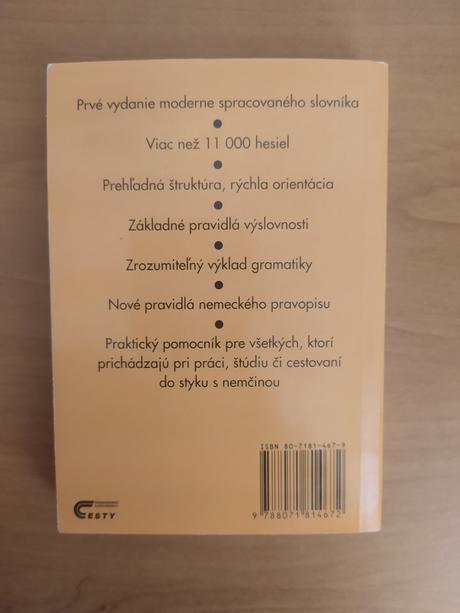 Prvé vydanie moderne spracovaného slovníka
Viac než 11 000 hesiel
Prehľadná štruktúra, rýchla orientácia
Základné pravidlá výslovnosti
Zrozumiteľný výklad gramatiky
Nové pravidlá nemeckého pravopisu
Praktický pomocník pre všetkých, ktorí
prichádzajú pri práci, štúdiu či cestovaní
do styku s nemčinou
ISBN 80-7181-467-9
9 788071 814672
CESTY